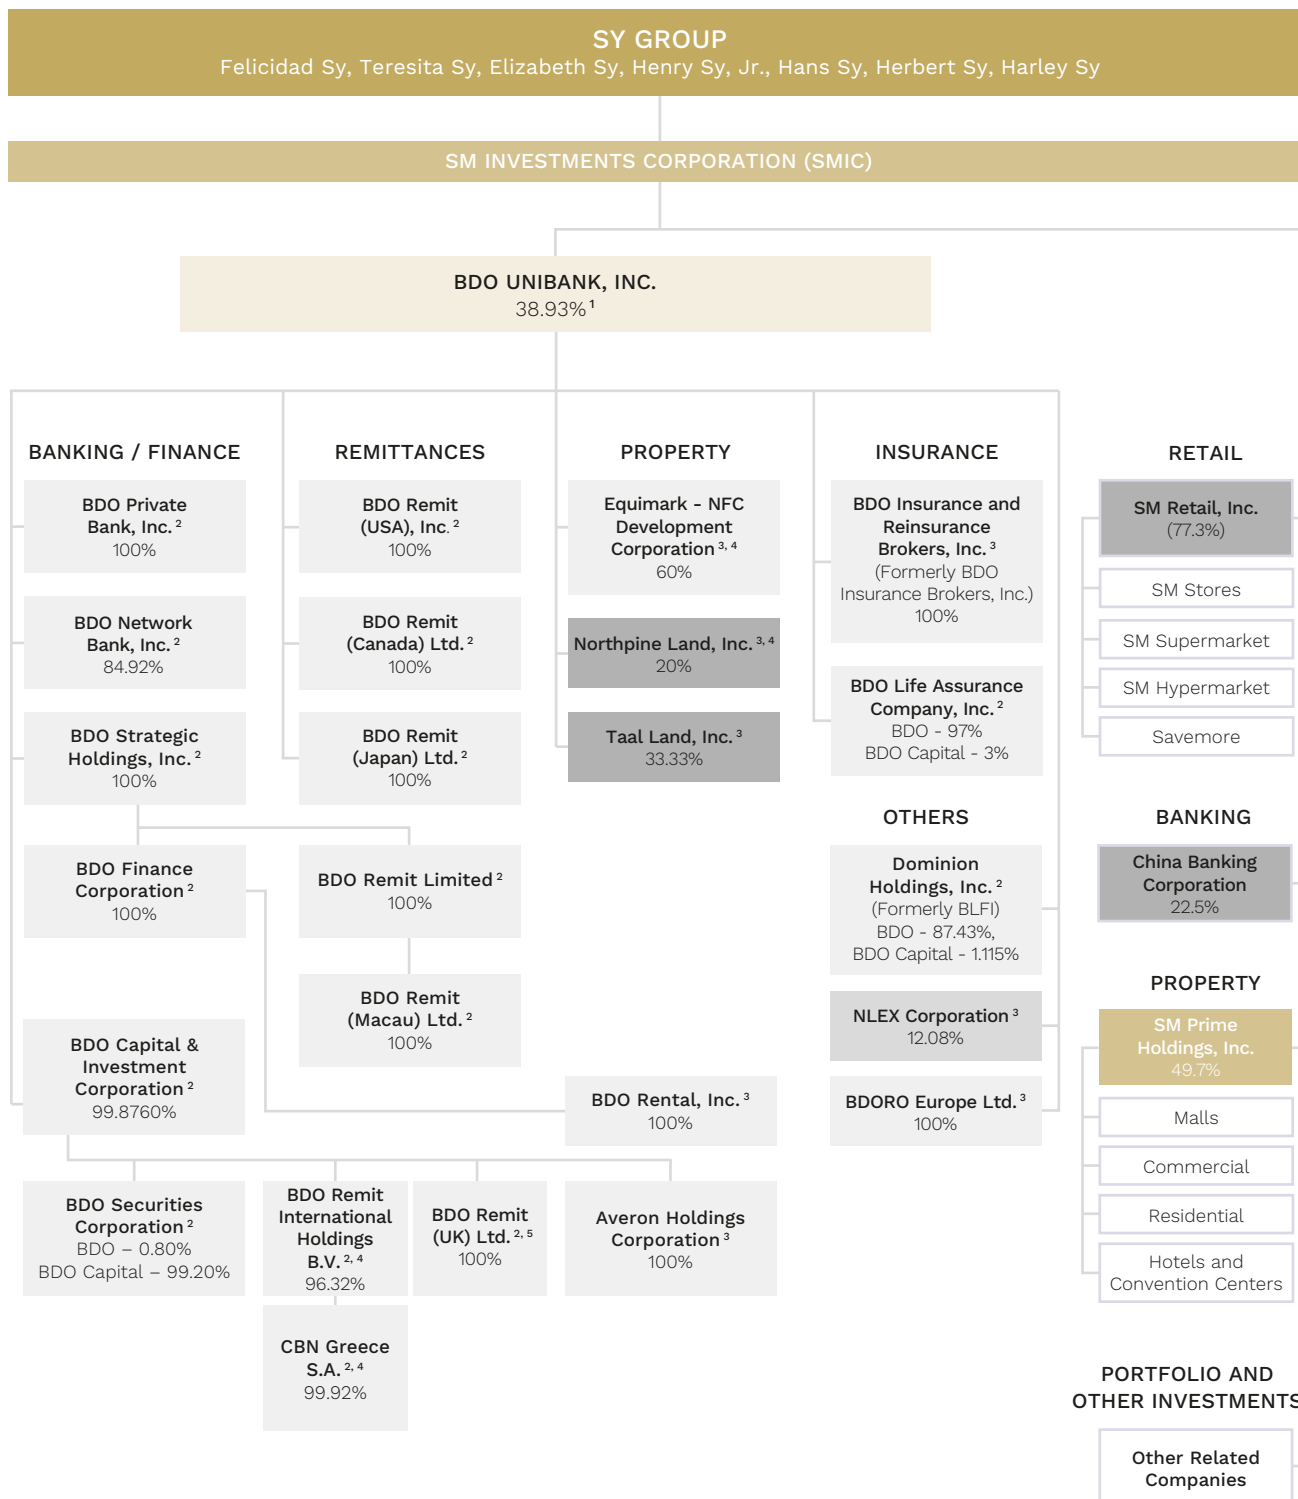 SY GROUP
Felicidad Sy, Teresita Sy, Elizabeth Sy, Henry Sy, Jr., Hans Sy, Herbert Sy, Harley Sy
SM INVESTMENTS CORPORATION (SMIC)
BDO UNIBANK, INC.
38.93% 1
BANKING / FINANCE
BDO Private
Bank, Inc. 2
100%
BDO Network
Bank, Inc. 2
84.92%
BDO Strategic
Holdings, Inc. 2
100%
BDO Finance
Corporation 2
100%
BDO Capital &
Investment
Corporation 2
99.8760%
REMITTANCES
BDO Remit
(USA), Inc. 2
100%
BDO Remit
(Canada) Ltd. 2
100%
BDO Remit
(Japan) Ltd. 2
100%
BDO Remit Limited 2
100%
BDO Remit
(Macau) Ltd. 2
100%
PROPERTY
Equimark - NFC
Development
Corporation 3, 4
60%
Northpine Land, Inc. 3, 4
20%
Taal Land, Inc. 3
33.33%
BDO Rental, Inc. 3
100%
BDO Securities
Corporation 2
BDO – 0.80%
BDO Capital – 99.20%
BDO Remit
International
Holdings
B.V. 2, 4
96.32%
CBN Greece
S.A. 2, 4
99.92%
BDO Remit
(UK) Ltd. 2, 5
100%
Averon Holdings
Corporation 3
100%
INSURANCE
BDO Insurance and
Reinsurance
Brokers, Inc. 3
(Formerly BDO
Insurance Brokers, Inc.)
100%
BDO Life Assurance
Company, Inc. 2
BDO - 97%
BDO Capital - 3%
OTHERS
Dominion
Holdings, Inc. 2
(Formerly BLFI)
BDO - 87.43%,
BDO Capital - 1.115%
NLEX Corporation 3
12.08%
BDORO Europe Ltd. 3
100%
RETAIL
SM Retail, Inc.
(77.3%)
SM Stores
SM Supermarket
SM Hypermarket
Savemore
BANKING
China Banking
Corporation
22.5%
PROPERTY
SM Prime
Holdings, Inc.
49.7%
Malls
Commercial
Residential
Hotels and
Convention Centers
PORTFOLIO AND
OTHER INVESTMENTS
Other Related
Companies